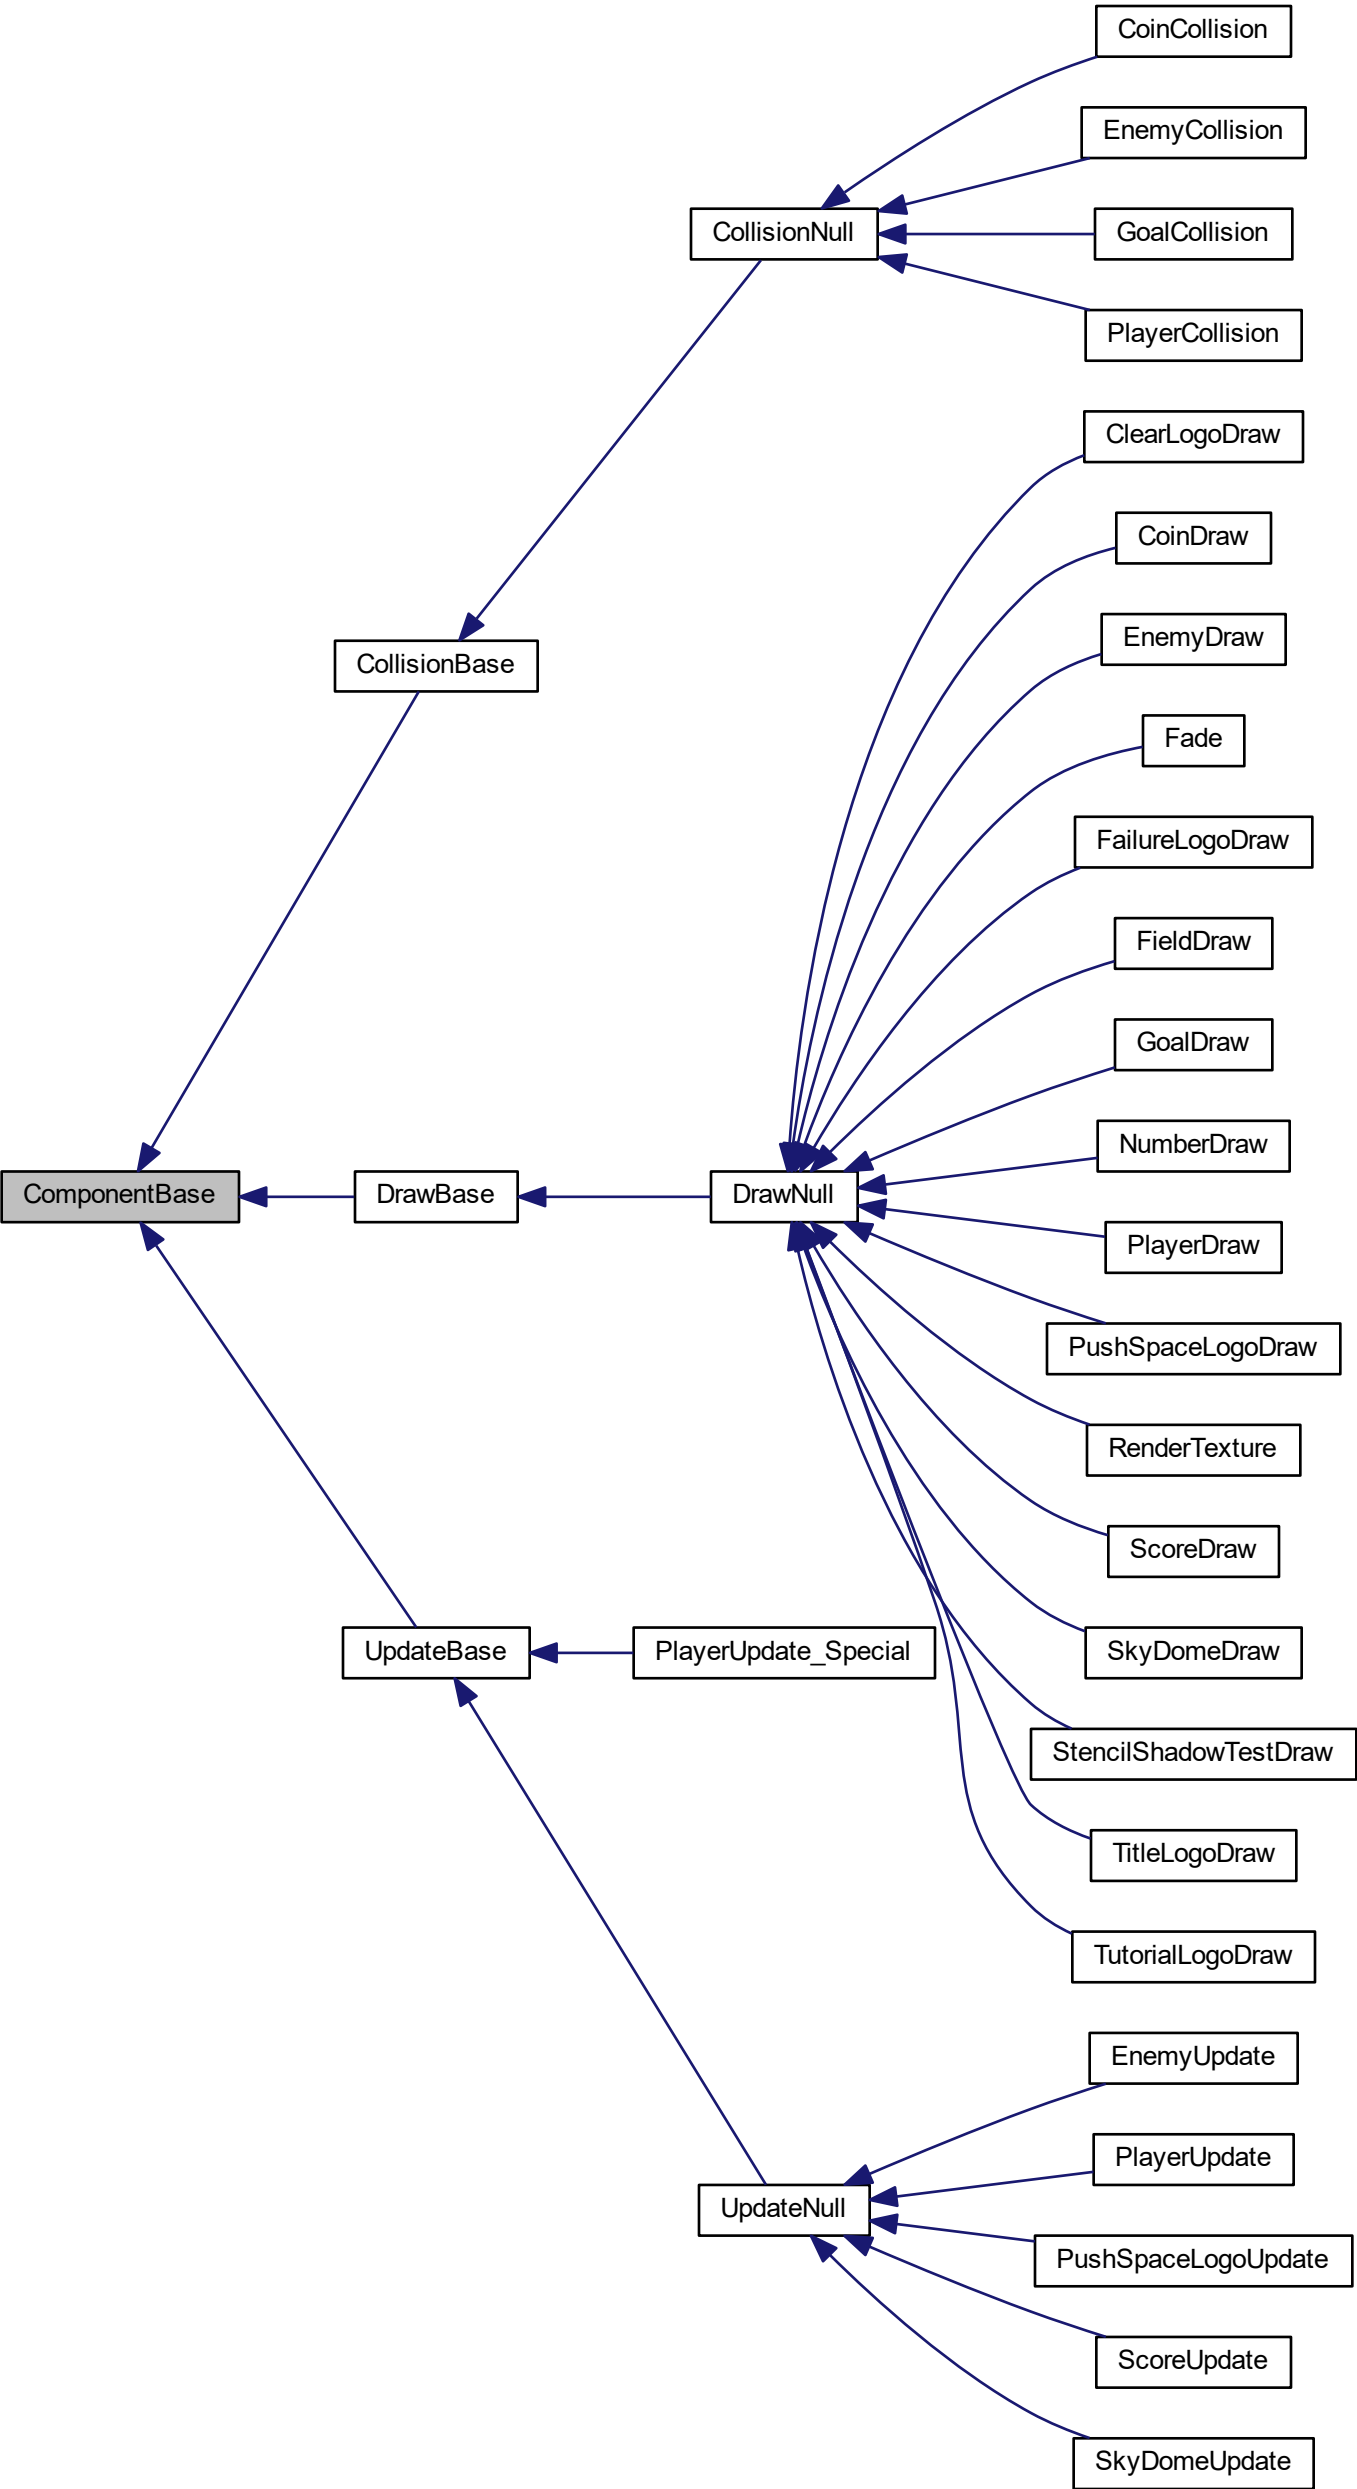 CoinCollision
EnemyCollision
CollisionNull
GoalCollision
PlayerCollision
ClearLogoDraw
CoinDraw
EnemyDraw
CollisionBase
Fade
FailureLogoDraw
FieldDraw
GoalDraw
NumberDraw
ComponentBase
DrawBase
DrawNull
PlayerDraw
PushSpaceLogoDraw
RenderTexture
ScoreDraw
SkyDomeDraw
UpdateBase
PlayerUpdate_Special
StencilShadowTestDraw
TitleLogoDraw
TutorialLogoDraw
EnemyUpdate
PlayerUpdate
UpdateNull
PushSpaceLogoUpdate
ScoreUpdate
SkyDomeUpdate